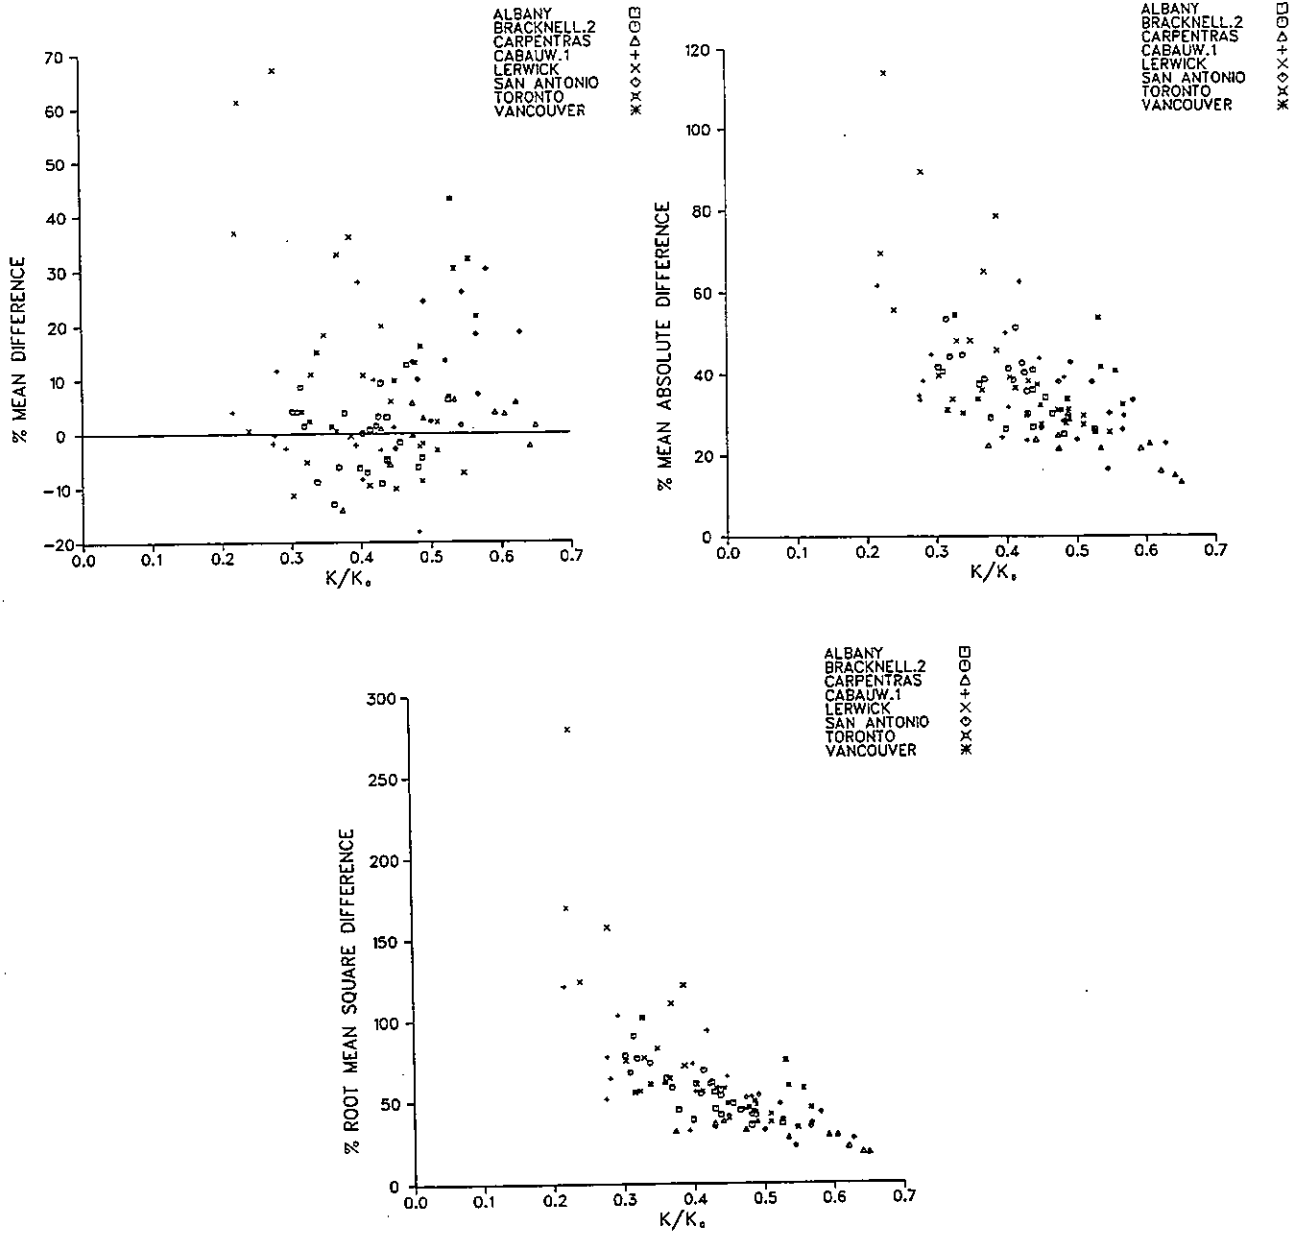 ALBANY
BRACKNELL.2
CARPENTRAS
CABAUW.1
LERWICK
SAN ANTONIO
TORONTO
VANCOUVER
70
60
50
40
30
20
10
0
−10
−20
0.0 0.1 0.2 0.3 0.4 0.5 0.6 0.7
% MEAN DIFFERENCE
K/K₀
ALBANY
BRACKNELL.2
CARPENTRAS
CABAUW.1
LERWICK
SAN ANTONIO
TORONTO
VANCOUVER
120
100
80
60
40
20
0
0.0 0.1 0.2 0.3 0.4 0.5 0.6 0.7
% MEAN ABSOLUTE DIFFERENCE
K/K₀
ALBANY
BRACKNELL.2
CARPENTRAS
CABAUW.1
LERWICK
SAN ANTONIO
TORONTO
VANCOUVER
300
250
200
150
100
50
0
0.0 0.1 0.2 0.3 0.4 0.5 0.6 0.7
% ROOT MEAN SQUARE DIFFERENCE
K/K₀